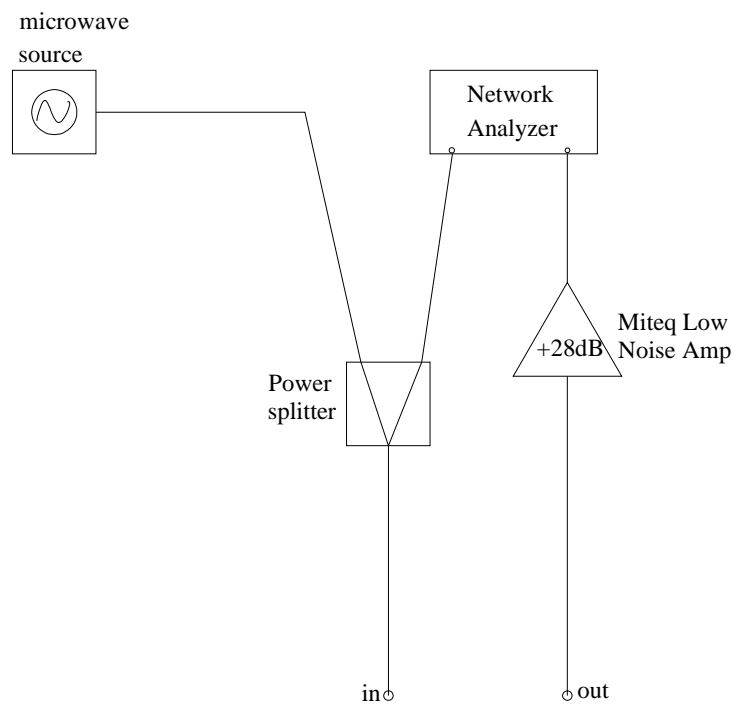 microwave
source
Network
Analyzer
Miteq Low
Noise Amp
+28dB
Power
splitter
in
out